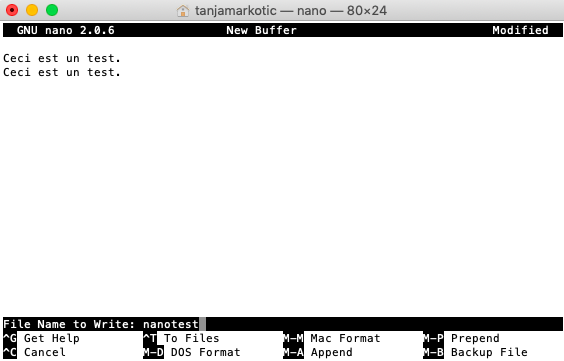 tanjamarkotic — nano — 80×24
GNU nano 2.0.6 New Buffer Modified
Ceci est un test.
Ceci est un test.
File Name to Write: nanotest
^G Get Help ^T To Files M-M Mac Format M-P Prepend
^C Cancel M-D DOS Format M-A Append M-B Backup File